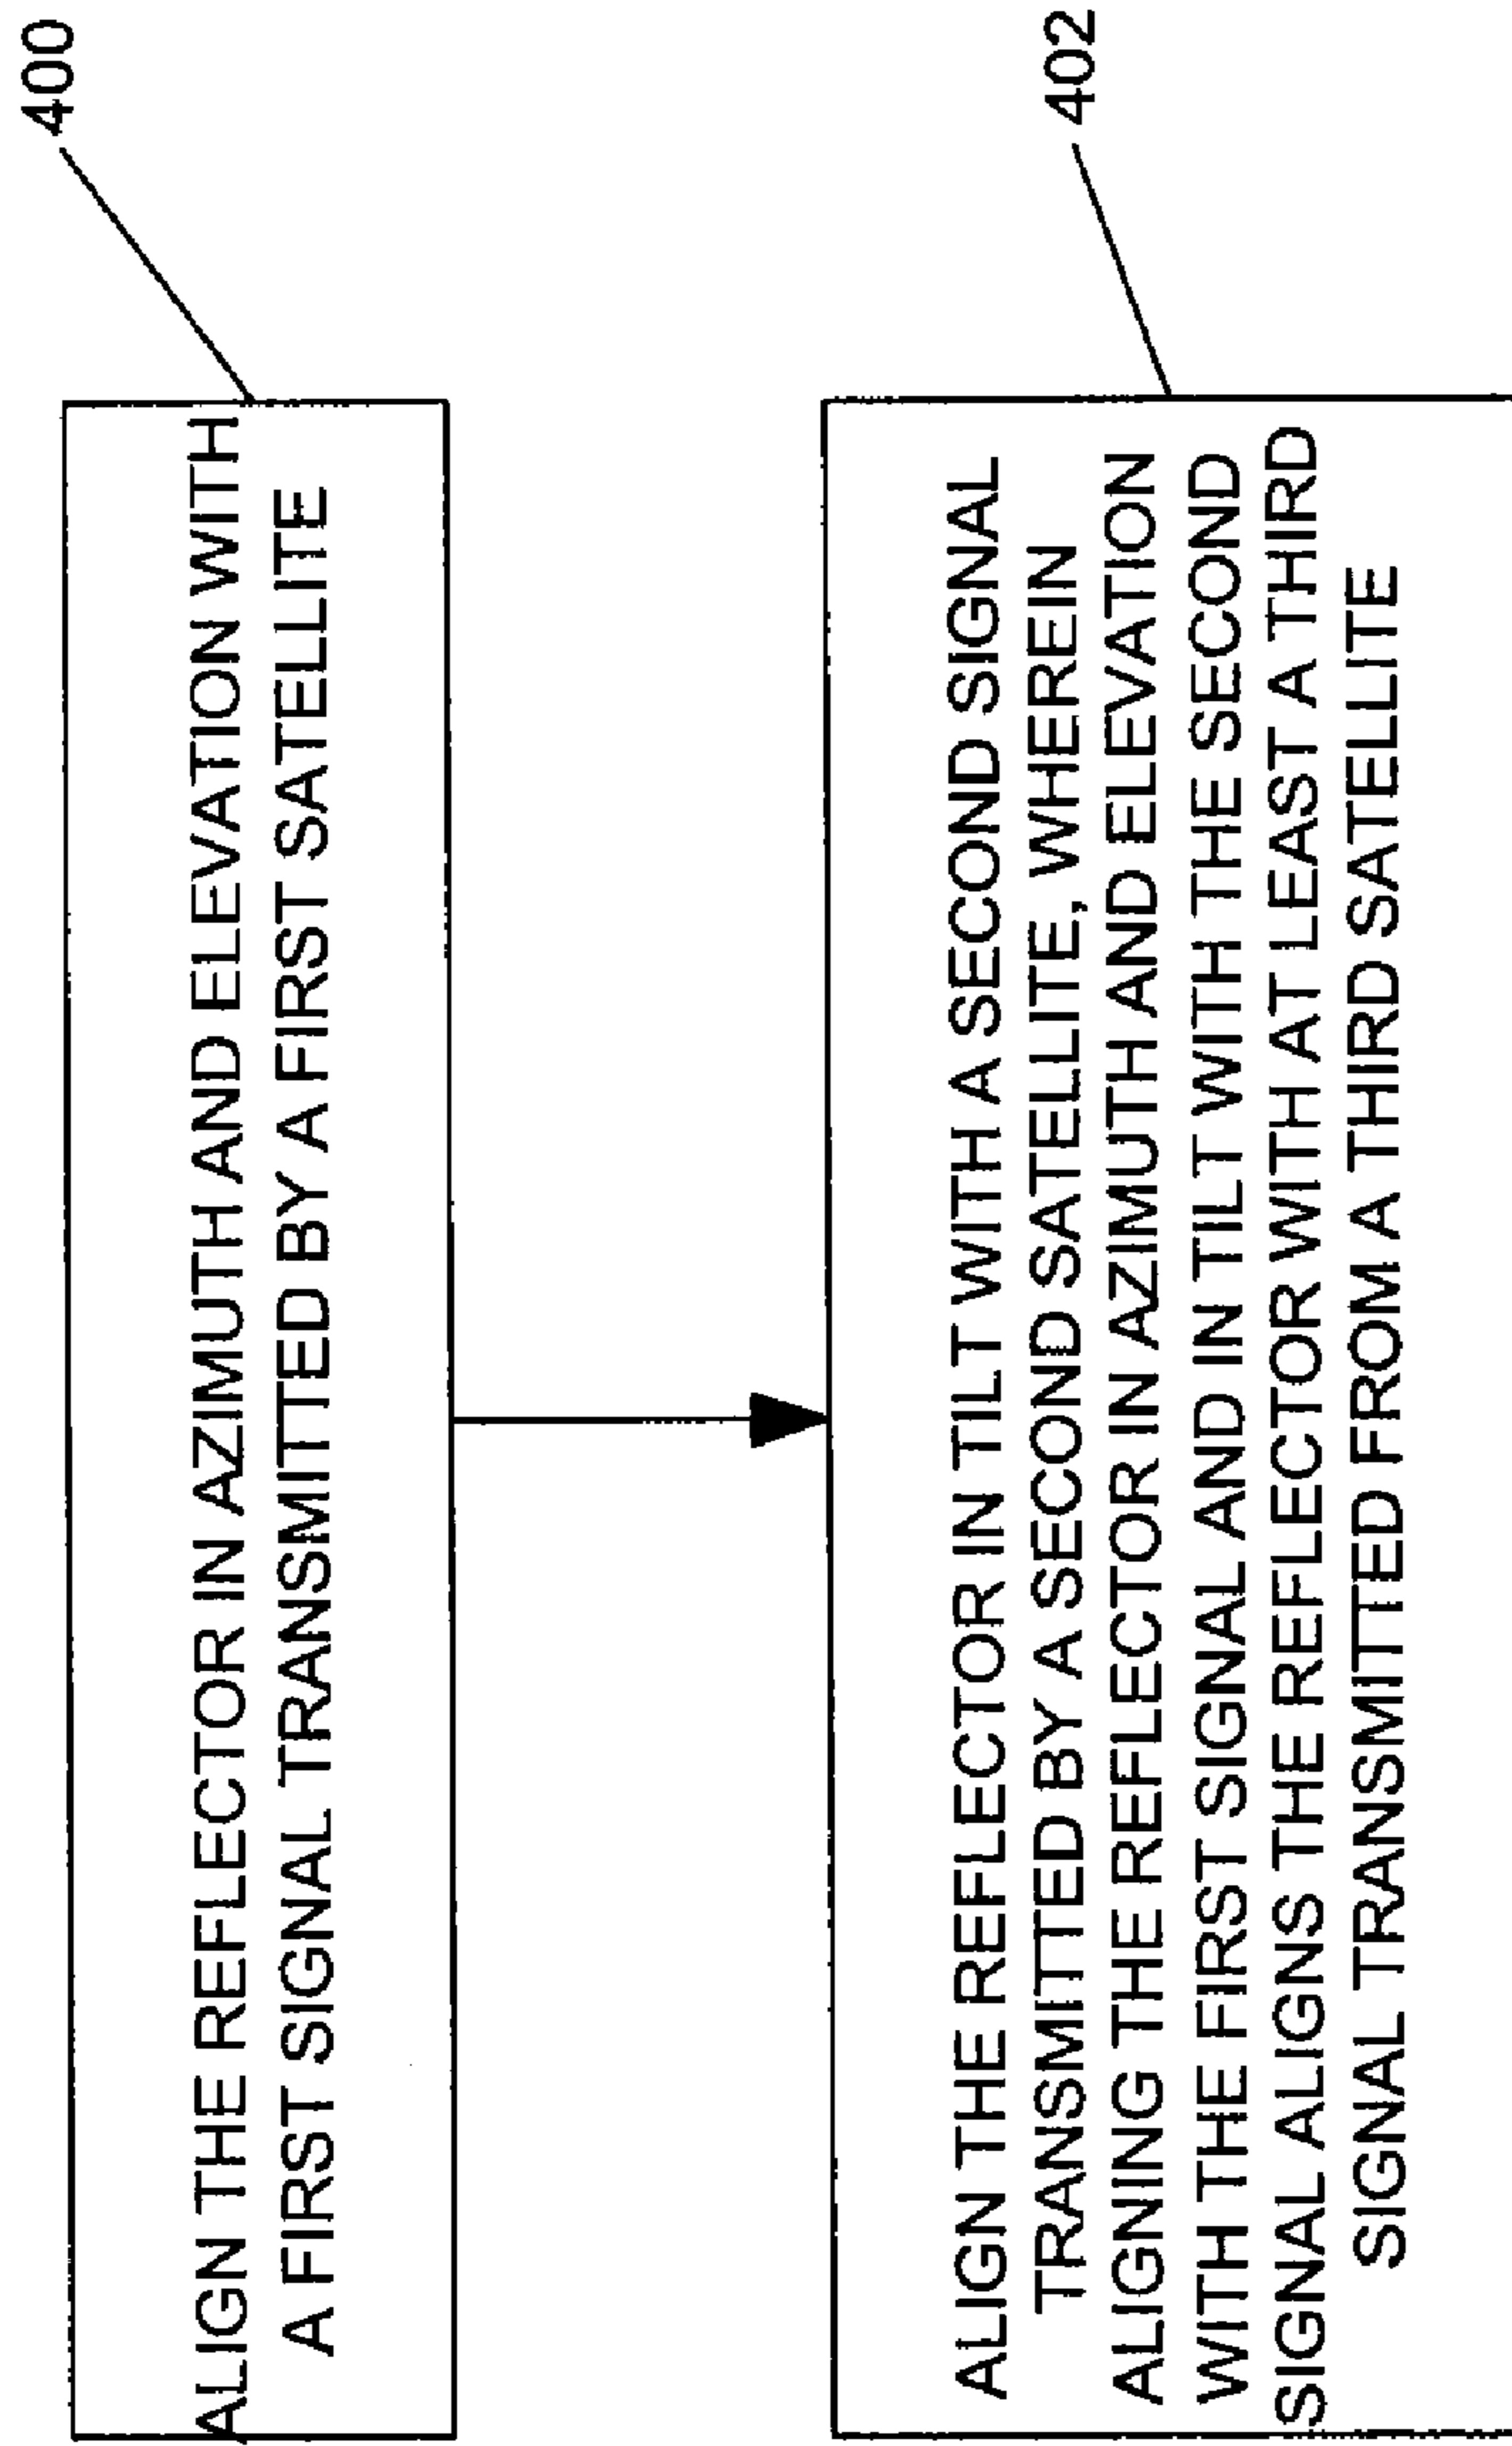 400
ALIGN THE REFLECTOR IN AZIMUTH AND ELEVATION WITH
A FIRST SIGNAL TRANSMITTED BY A FIRST SATELLITE
402
ALIGN THE REFLECTOR IN TILT WITH A SECOND SIGNAL
TRANSMITTED BY A SECOND SATELLITE, WHEREIN
ALIGNING THE REFLECTOR IN AZIMUTH AND ELEVATION
WITH THE FIRST SIGNAL AND IN TILT WITH THE SECOND
SIGNAL ALIGNS THE REFLECTOR WITH AT LEAST A THIRD
SIGNAL TRANSMITTED FROM A THIRD SATELLITE